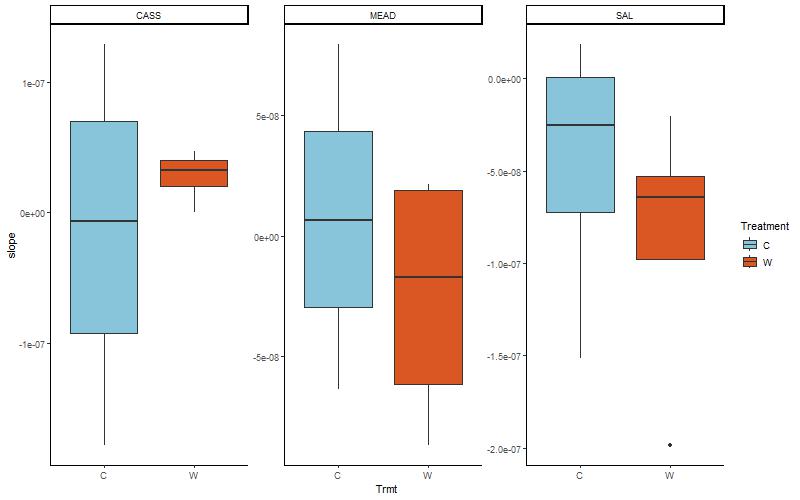 CASS
MEAD
SAL
slope
1e-07
0e+00
-1e-07
5e-08
0e+00
-5e-08
0.0e+00
-5.0e-08
-1.0e-07
-1.5e-07
-2.0e-07
C W
C W
C W
Trmt
Treatment
C
W